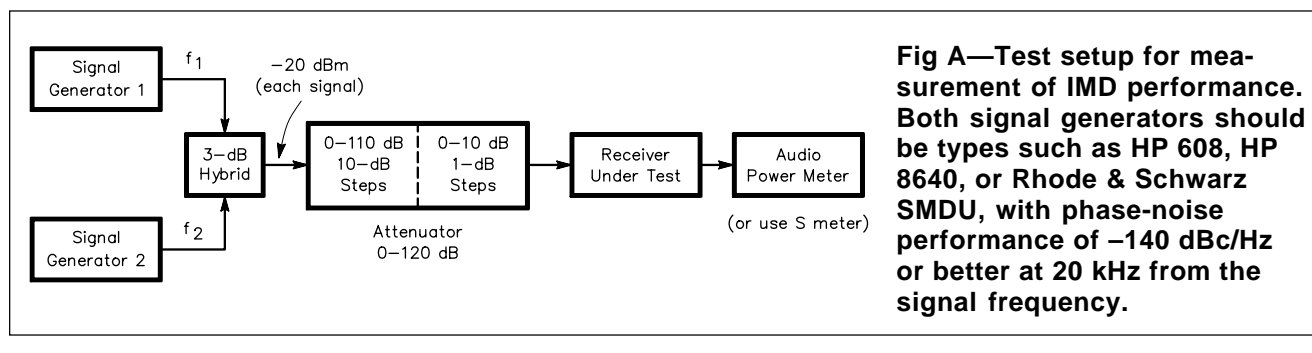 Signal
Generator 1
f1
−20 dBm
(each signal)
3−dB
Hybrid
0−110 dB
10−dB
Steps
0−10 dB
1−dB
Steps
Attenuator
0−120 dB
Receiver
Under Test
Audio
Power Meter
(or use S meter)
Signal
Generator 2
f2
Fig A—Test setup for mea-
surement of IMD performance.
Both signal generators should
be types such as HP 608, HP
8640, or Rhode & Schwarz
SMDU, with phase-noise
performance of –140 dBc/Hz
or better at 20 kHz from the
signal frequency.